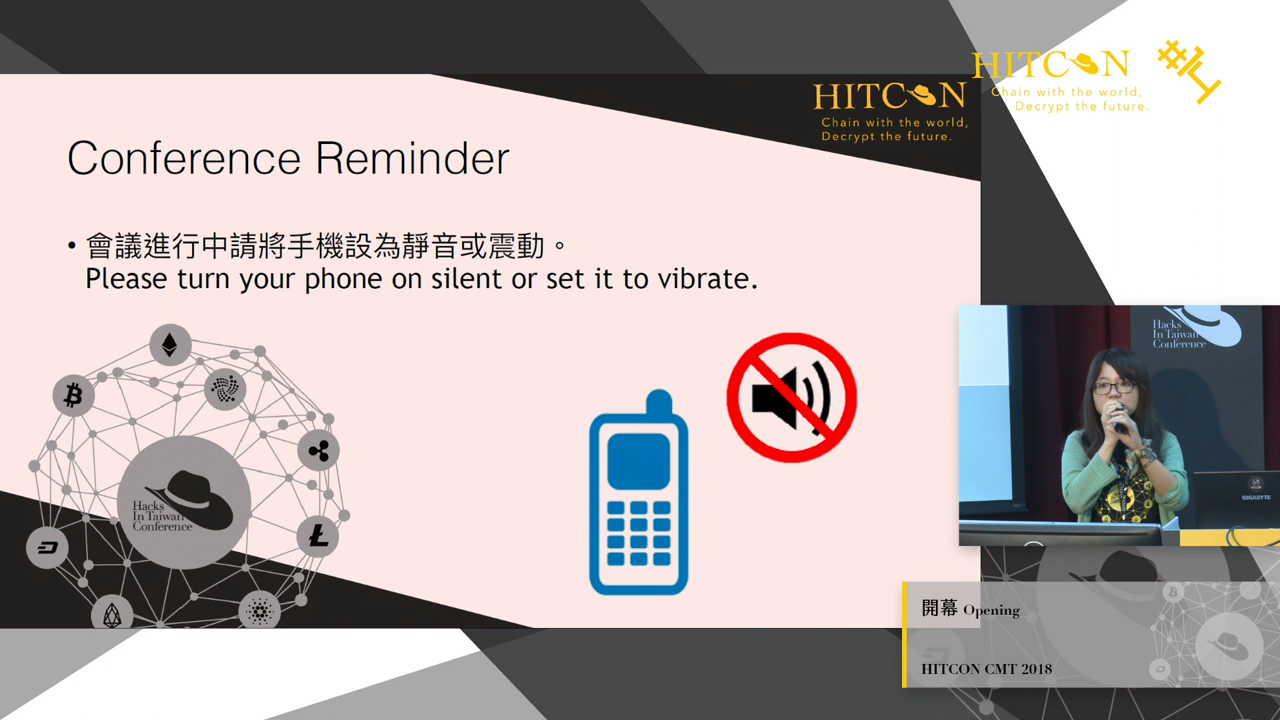 HITCON
Chain with the world,
Decrypt the future.
#14
HITCON
Chain with the world,
Decrypt the future.
Conference Reminder
• 會議進行中請將手機設為靜音或震動。
Please turn your phone on silent or set it to vibrate.
Hacks
In Taiwan
Conference
Hacks
In Taiwan
Conference
GIGABYTE
開幕 Opening
HITCON CMT 2018